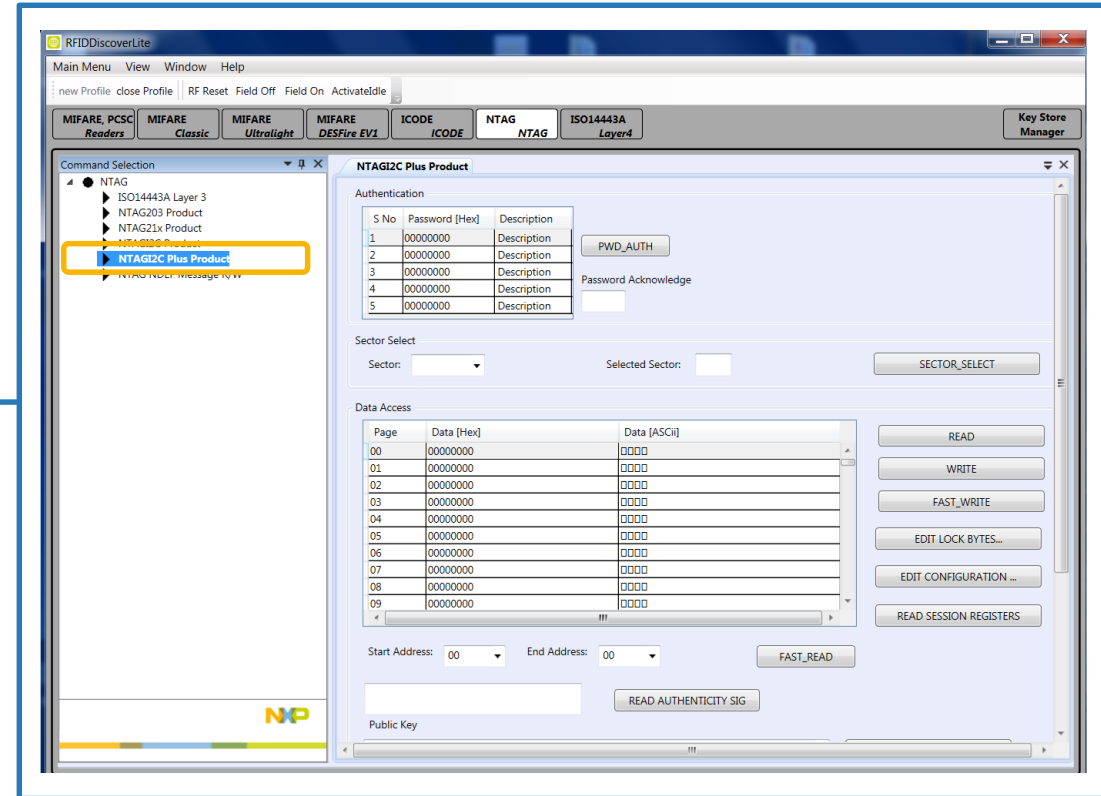 RFIDDiscoverLite
Main Menu View Window Help
new Profile close Profile RF Reset Field Off Field On ActivateIdle
MIFARE, PCSC Readers
MIFARE Classic
MIFARE Ultralight
MIFARE DESFire EV1
ICODE ICODE
NTAG NTAG
ISO14443A Layer4
Key Store Manager
Command Selection
NTAG
ISO14443A Layer 3
NTAG203 Product
NTAG21x Product
NTAGI2C Product
NTAGI2C Plus Product
NTAG NDEF Message R/W
NXP
NTAGI2C Plus Product
Authentication
S No Password [Hex] Description
1 00000000 Description
2 00000000 Description
3 00000000 Description
4 00000000 Description
5 00000000 Description
PWD_AUTH
Password Acknowledge
Sector Select
Sector: Selected Sector: SECTOR_SELECT
Data Access
Page Data [Hex] Data [ASCii]
00 00000000 □□□□
01 00000000 □□□□
02 00000000 □□□□
03 00000000 □□□□
04 00000000 □□□□
05 00000000 □□□□
06 00000000 □□□□
07 00000000 □□□□
08 00000000 □□□□
09 00000000 □□□□
READ
WRITE
FAST_WRITE
EDIT LOCK BYTES...
EDIT CONFIGURATION ...
READ SESSION REGISTERS
Start Address: 00 End Address: 00 FAST_READ
READ AUTHENTICITY SIG
Public Key